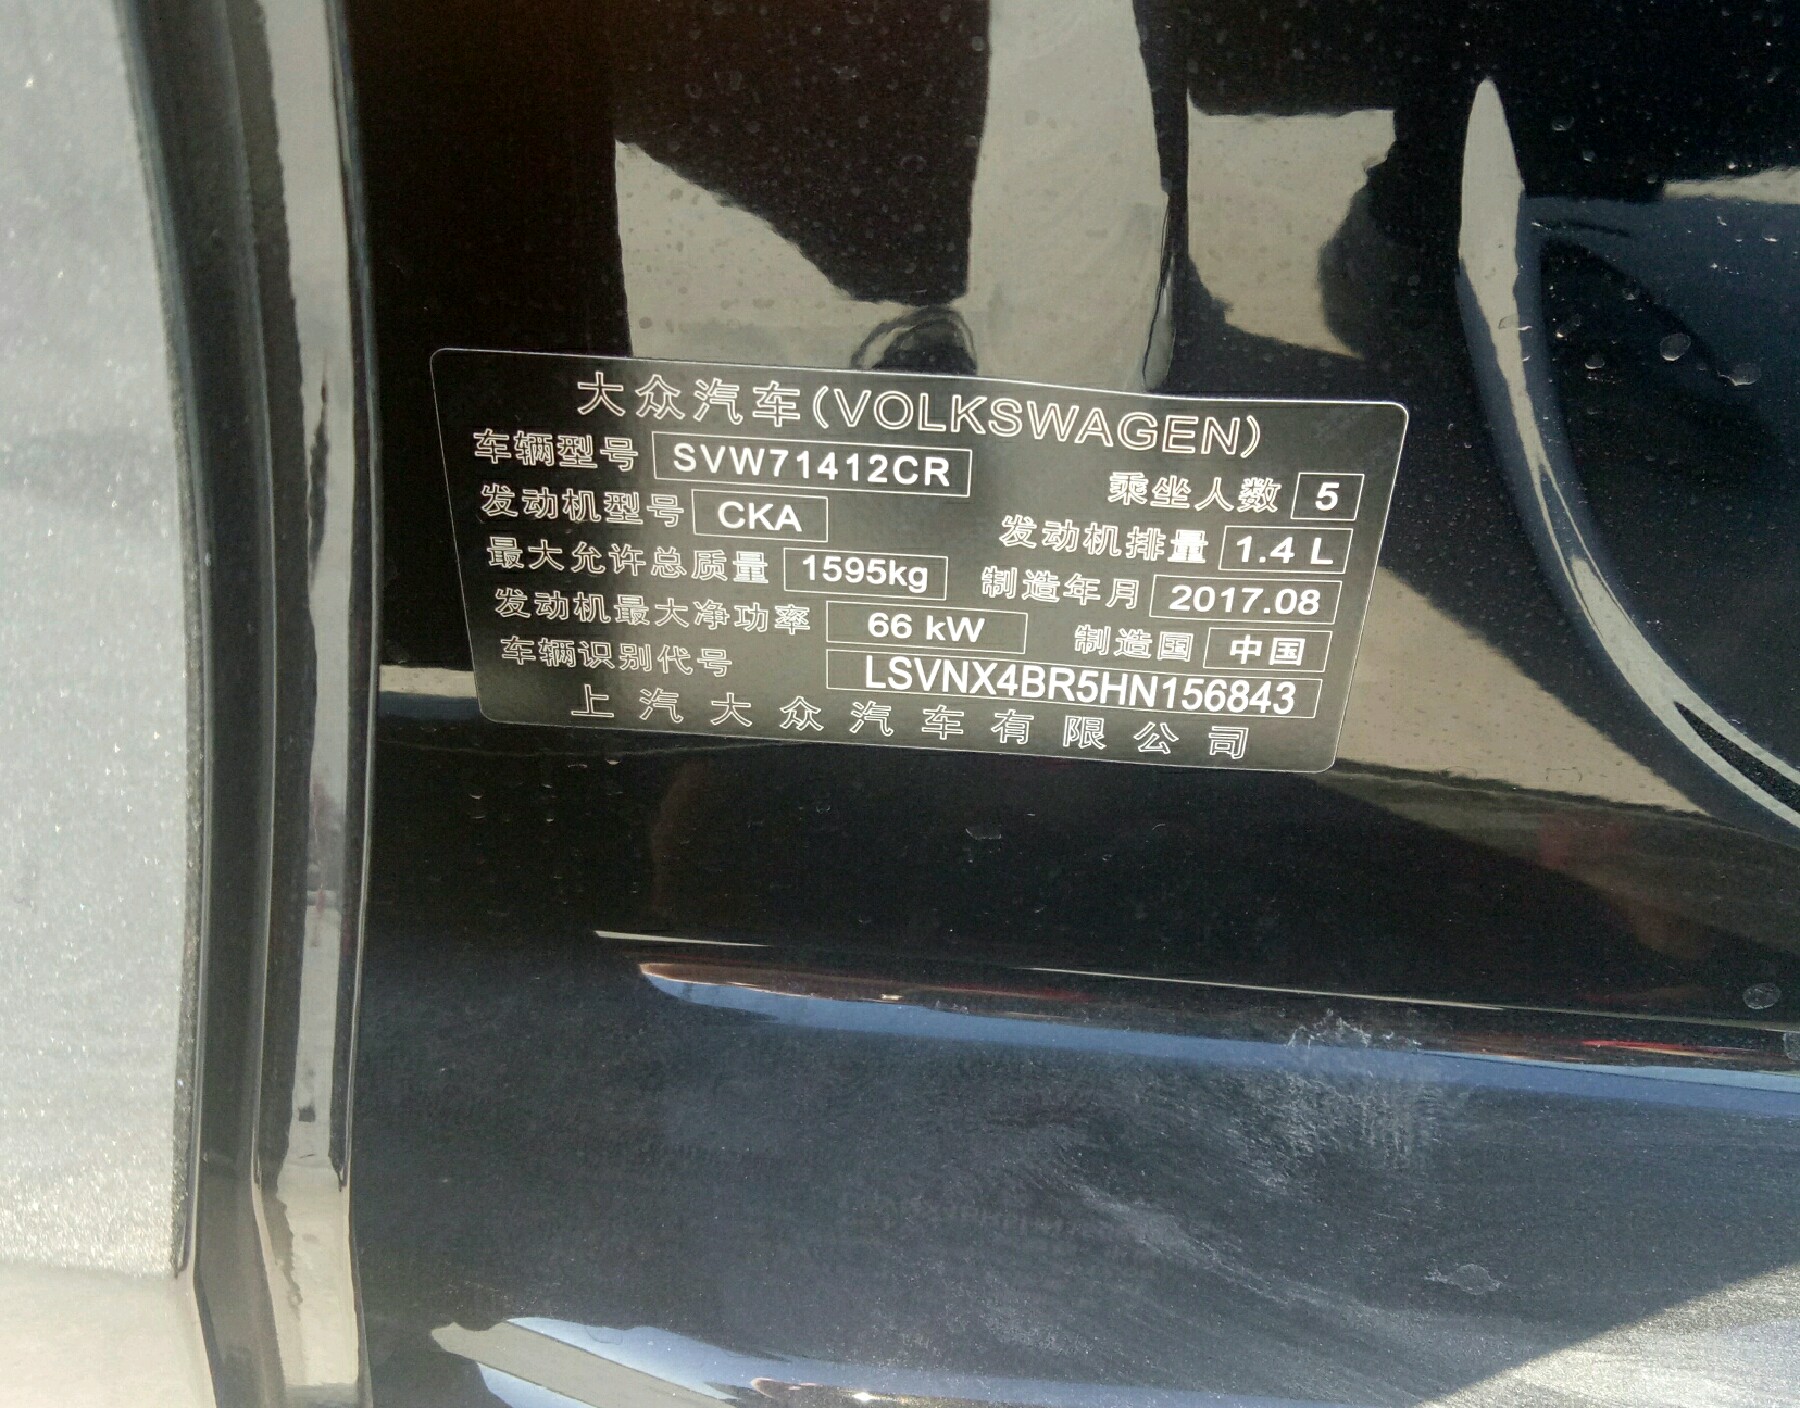 大众汽车(VOLKSWAGEN)
车辆型号 SVW71412CR 乘坐人数 5
发动机型号 CKA 发动机排量 1.4 L
最大允许总质量 1595kg 制造年月 2017.08
发动机最大净功率 66 kW 制造国 中国
车辆识别代号 LSVNX4BR5HN156843
上汽大众汽车有限公司